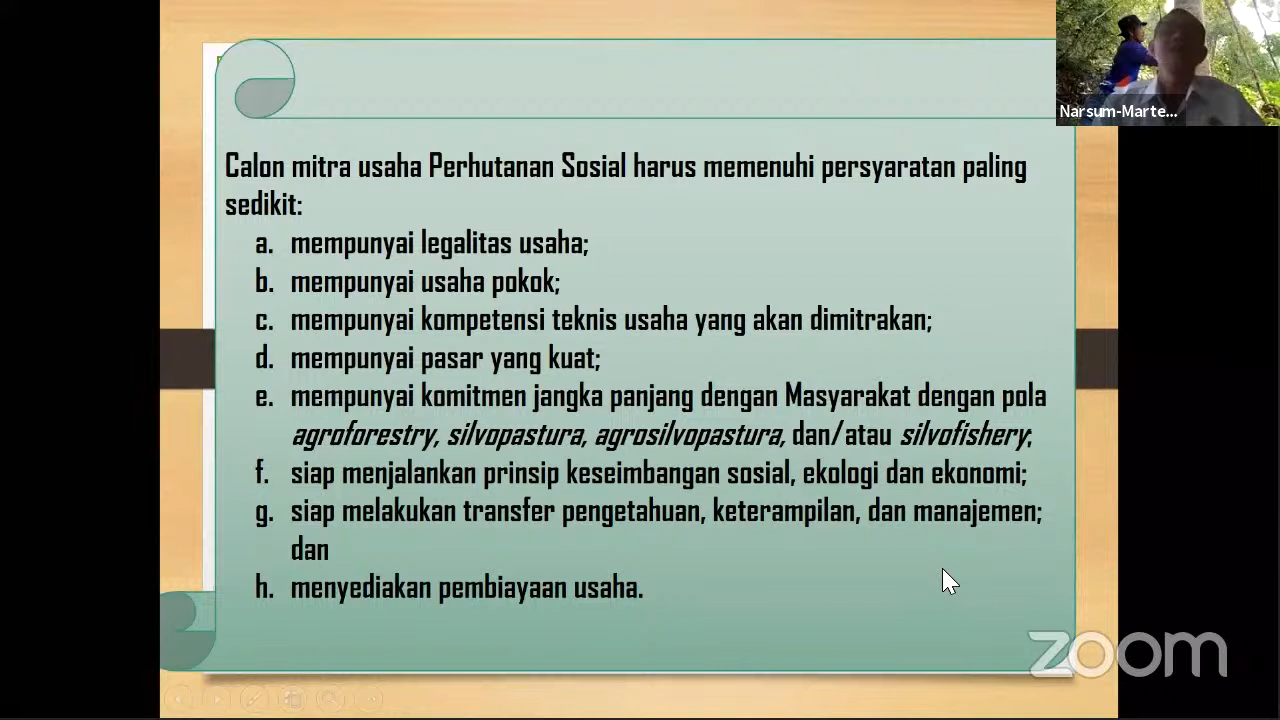 Narsum-Marte...
Calon mitra usaha Perhutanan Sosial harus memenuhi persyaratan paling
sedikit:
a. mempunyai legalitas usaha;
b. mempunyai usaha pokok;
c. mempunyai kompetensi teknis usaha yang akan dimitrakan;
d. mempunyai pasar yang kuat;
e. mempunyai komitmen jangka panjang dengan Masyarakat dengan pola
agroforestry, silvopastura, agrosilvopastura, dan/atau silvofishery;
f. siap menjalankan prinsip keseimbangan sosial, ekologi dan ekonomi;
g. siap melakukan transfer pengetahuan, keterampilan, dan manajemen;
dan
h. menyediakan pembiayaan usaha.
zoom